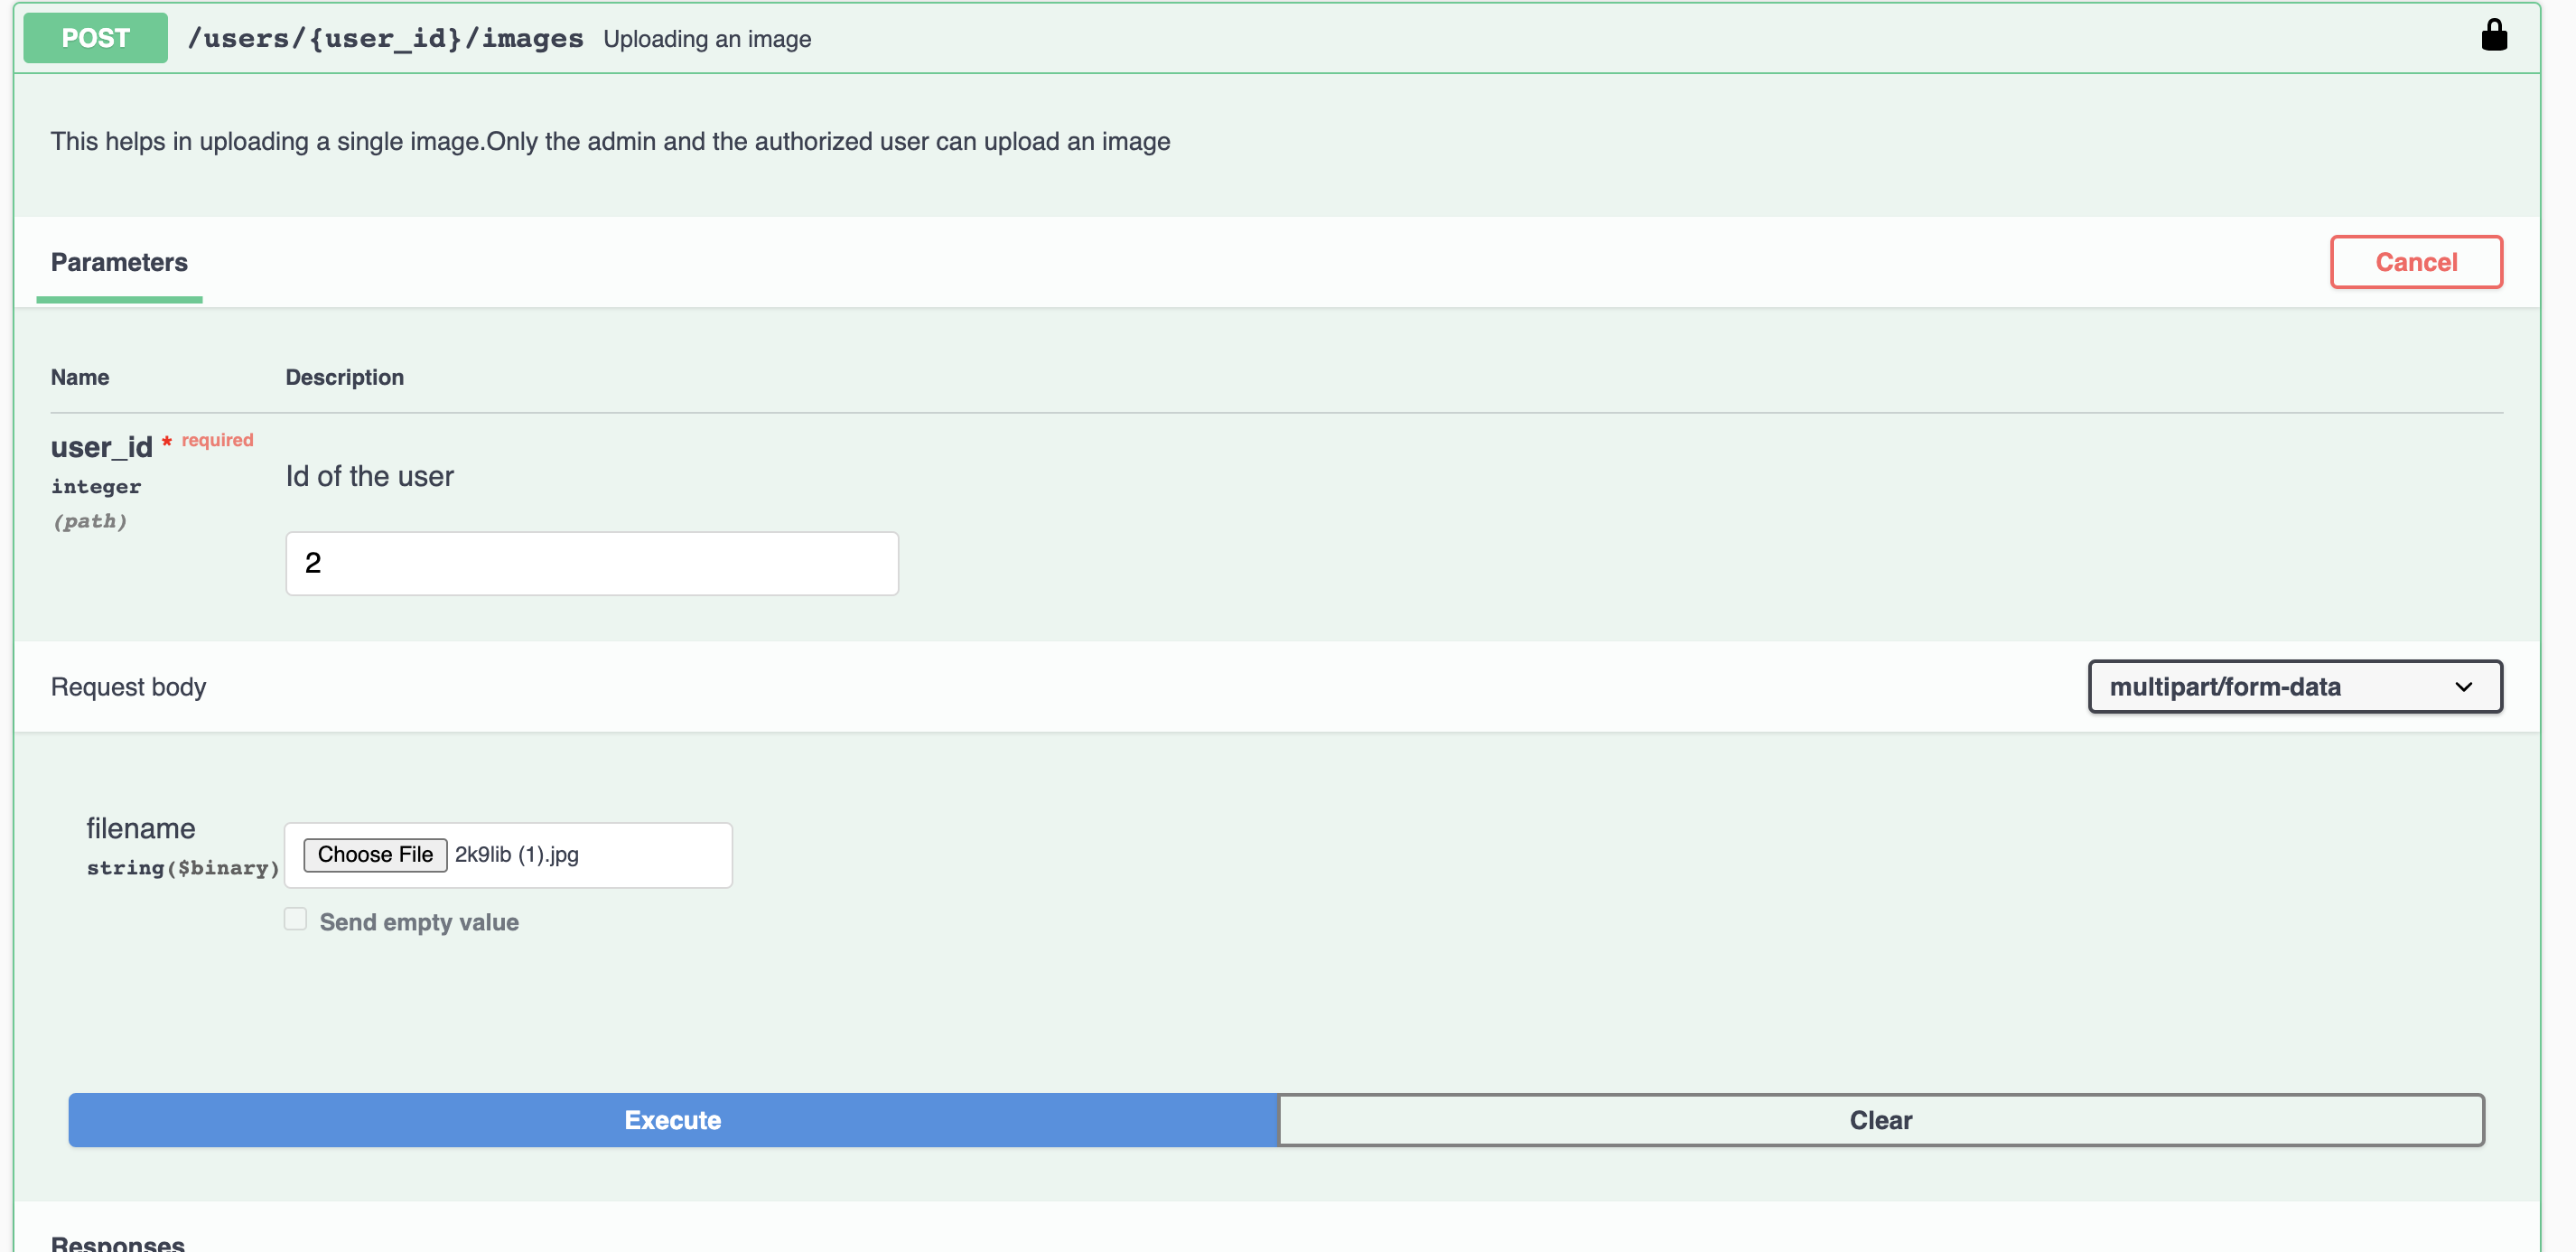 POST /users/{user_id}/images Uploading an image
This helps in uploading a single image.Only the admin and the authorized user can upload an image
Parameters
Cancel
Name Description
user_id * required
integer
(path)
Id of the user
2
Request body
multipart/form-data
filename
string($binary)
Choose File 2k9lib (1).jpg
Send empty value
Execute
Clear
Responses